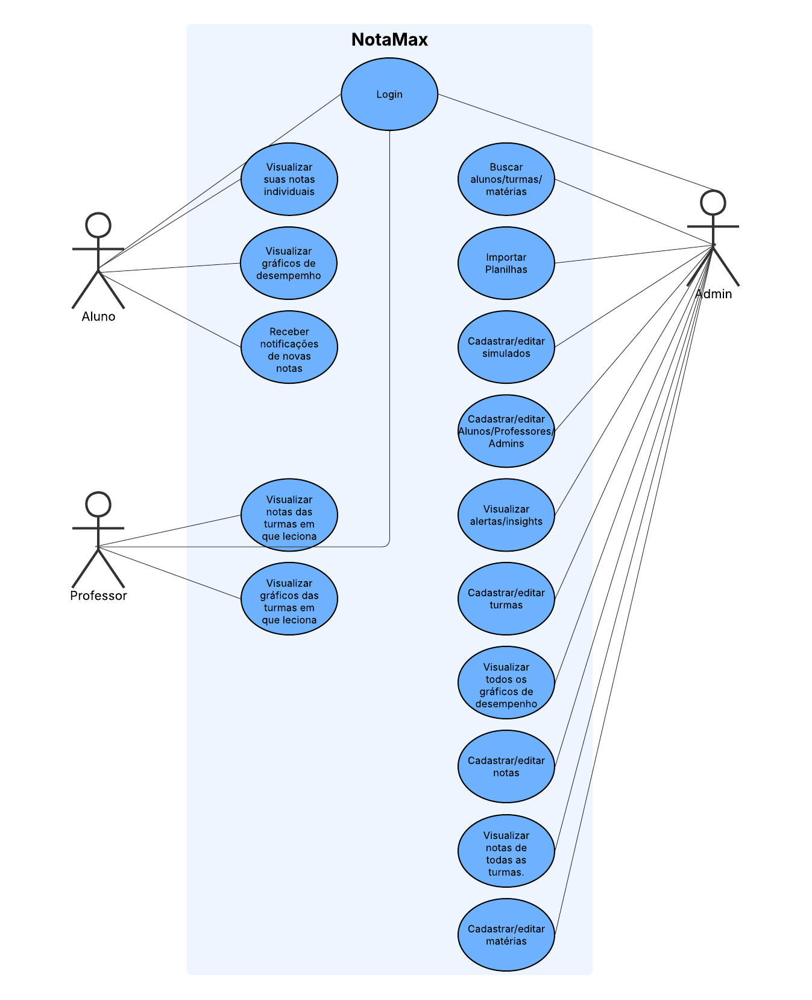 NotaMax
Login
Visualizar
suas notas
individuais
Visualizar
gráficos de
desempemho
Receber
notificações
de novas
notas
Aluno
Visualizar
notas das
turmas em
que leciona
Visualizar
gráficos das
turmas em
que leciona
Professor
Buscar
alunos/turmas/
matérias
Importar
Planilhas
Cadastrar/editar
simulados
Cadastrar/editar
Alunos/Professores/
Admins
Visualizar
alertas/insights
Cadastrar/editar
turmas
Visualizar
todos os
gráficos de
desempenho
Cadastrar/editar
notas
Visualizar
notas de
todas as
turmas.
Cadastrar/editar
matérias
Admin